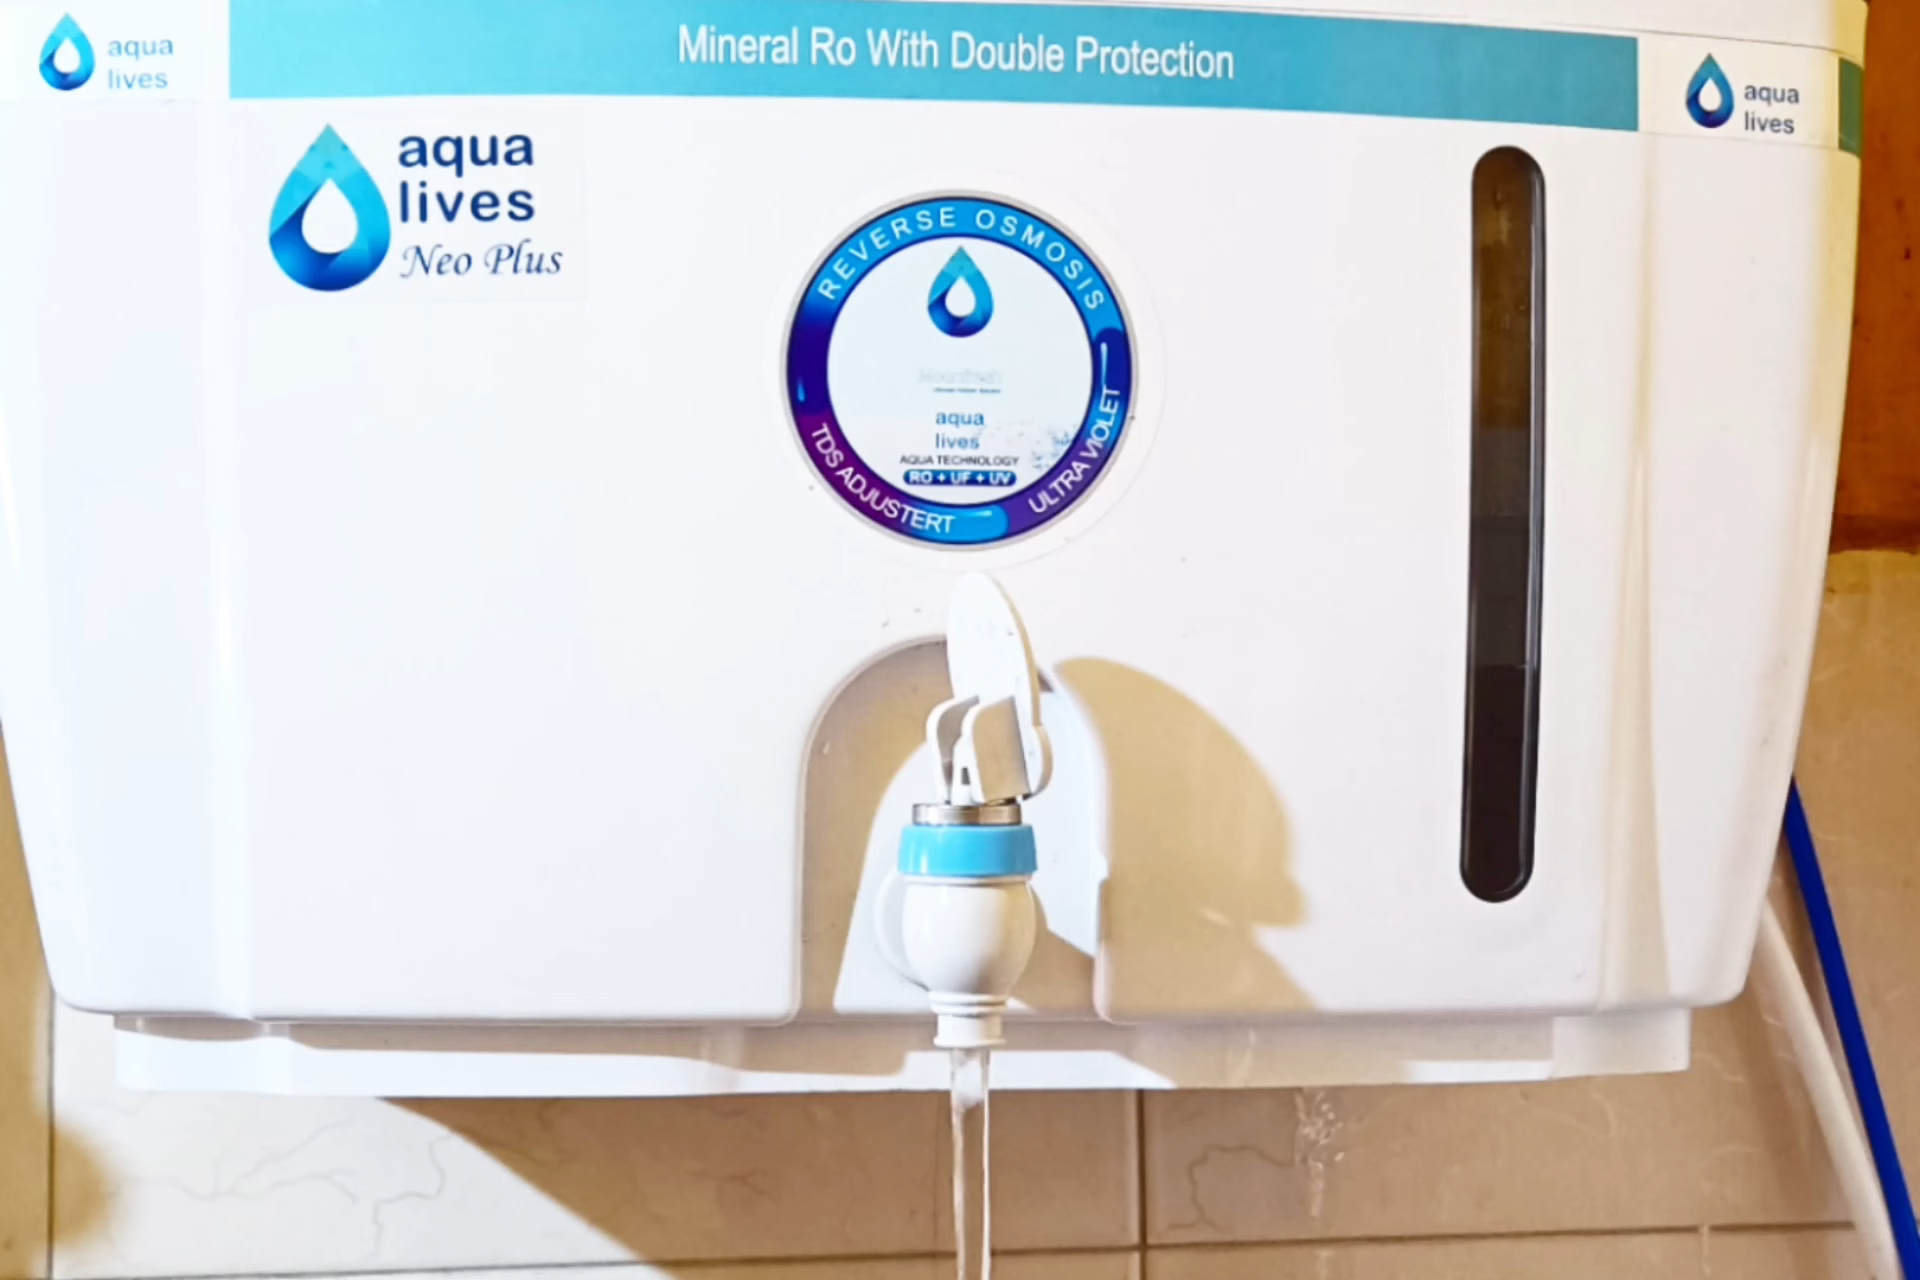 aqua
lives
Mineral Ro With Double Protection
aqua
lives
aqua
lives
Neo Plus
REVERSE OSMOSIS
aqua
lives
AQUA TECHNOLOGY
RO + UF + UV
TDS ADJUSTERT
ULTRA VIOLET